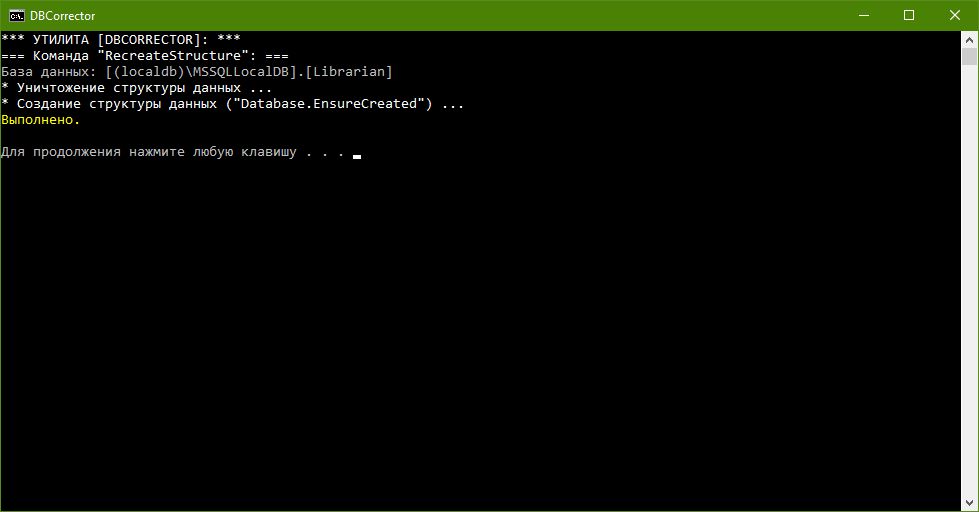 DBCorrector
*** УТИЛИТА [DBCORRECTOR]: ***
=== Команда "RecreateStructure": ===
База данных: [(localdb)\MSSQLLocalDB].[Librarian]
* Уничтожение структуры данных ...
* Создание структуры данных ("Database.EnsureCreated") ...
Выполнено.
Для продолжения нажмите любую клавишу . . .